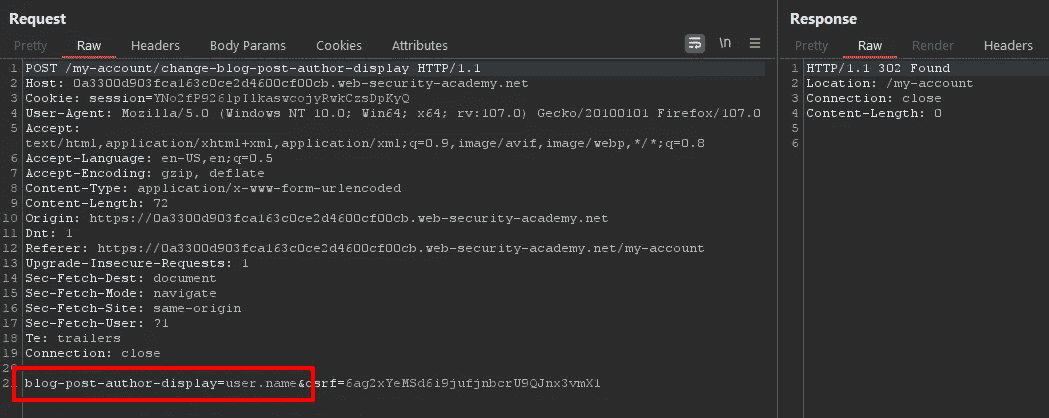 Request
Pretty Raw Headers Body Params Cookies Attributes \n
1 POST /my-account/change-blog-post-author-display HTTP/1.1
2 Host: 0a3300d903fca163c0ce2d4600cf00cb.web-security-academy.net
3 Cookie:
4 User-Agent: Mozilla/5.0 (Windows NT 10.0; Win64; x64; rv:107.0) Gecko/20100101 Firefox/107.0
5 Accept:
text/html,application/xhtml+xml,application/xml;q=0.9,image/avif,image/webp,*/*;q=0.8
6 Accept-Language: en-US,en;q=0.5
7 Accept-Encoding: gzip, deflate
8 Content-Type: application/x-www-form-urlencoded
9 Content-Length: 72
10 Origin: https://0a3300d903fca163c0ce2d4600cf00cb.web-security-academy.net
11 Dnt: 1
12 Referer: https://0a3300d903fca163c0ce2d4600cf00cb.web-security-academy.net/my-account
13 Upgrade-Insecure-Requests: 1
14 Sec-Fetch-Dest: document
15 Sec-Fetch-Mode: navigate
16 Sec-Fetch-Site: same-origin
17 Sec-Fetch-User: ?1
18 Te: trailers
19 Connection: close
20
21 blog-post-author-display=user.name&csrf=6ag2xYeMSd6i9jufjnbcrU9QJnx3vmX1
Response
Pretty Raw Render Headers
1 HTTP/1.1 302 Found
2 Location: /my-account
3 Connection: close
4 Content-Length: 0
5
6